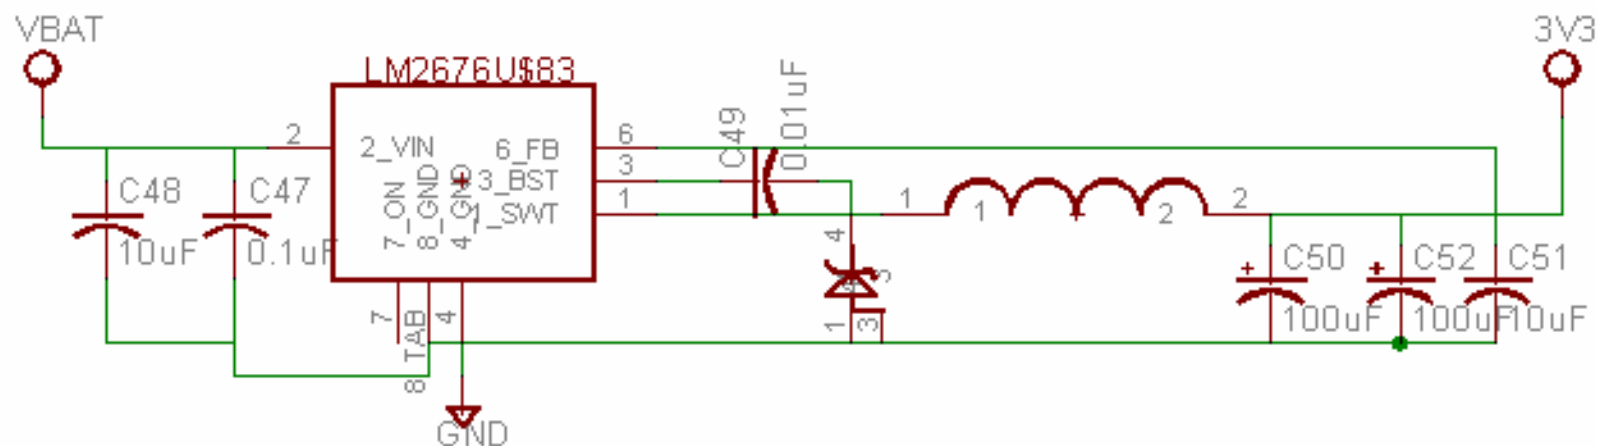 VBAT
3V3
LM2676U$83
C49
0.01uF
2
2_VIN
6_FB
6
3_BST
3
1_SWT
1
7_ON
8_GND
4_GND
C48
10uF
C47
0.1uF
7
8 TAB
4
GND
1
1
2
2
4
1
3
C50
100uF
C52
100uF
C51
10uF